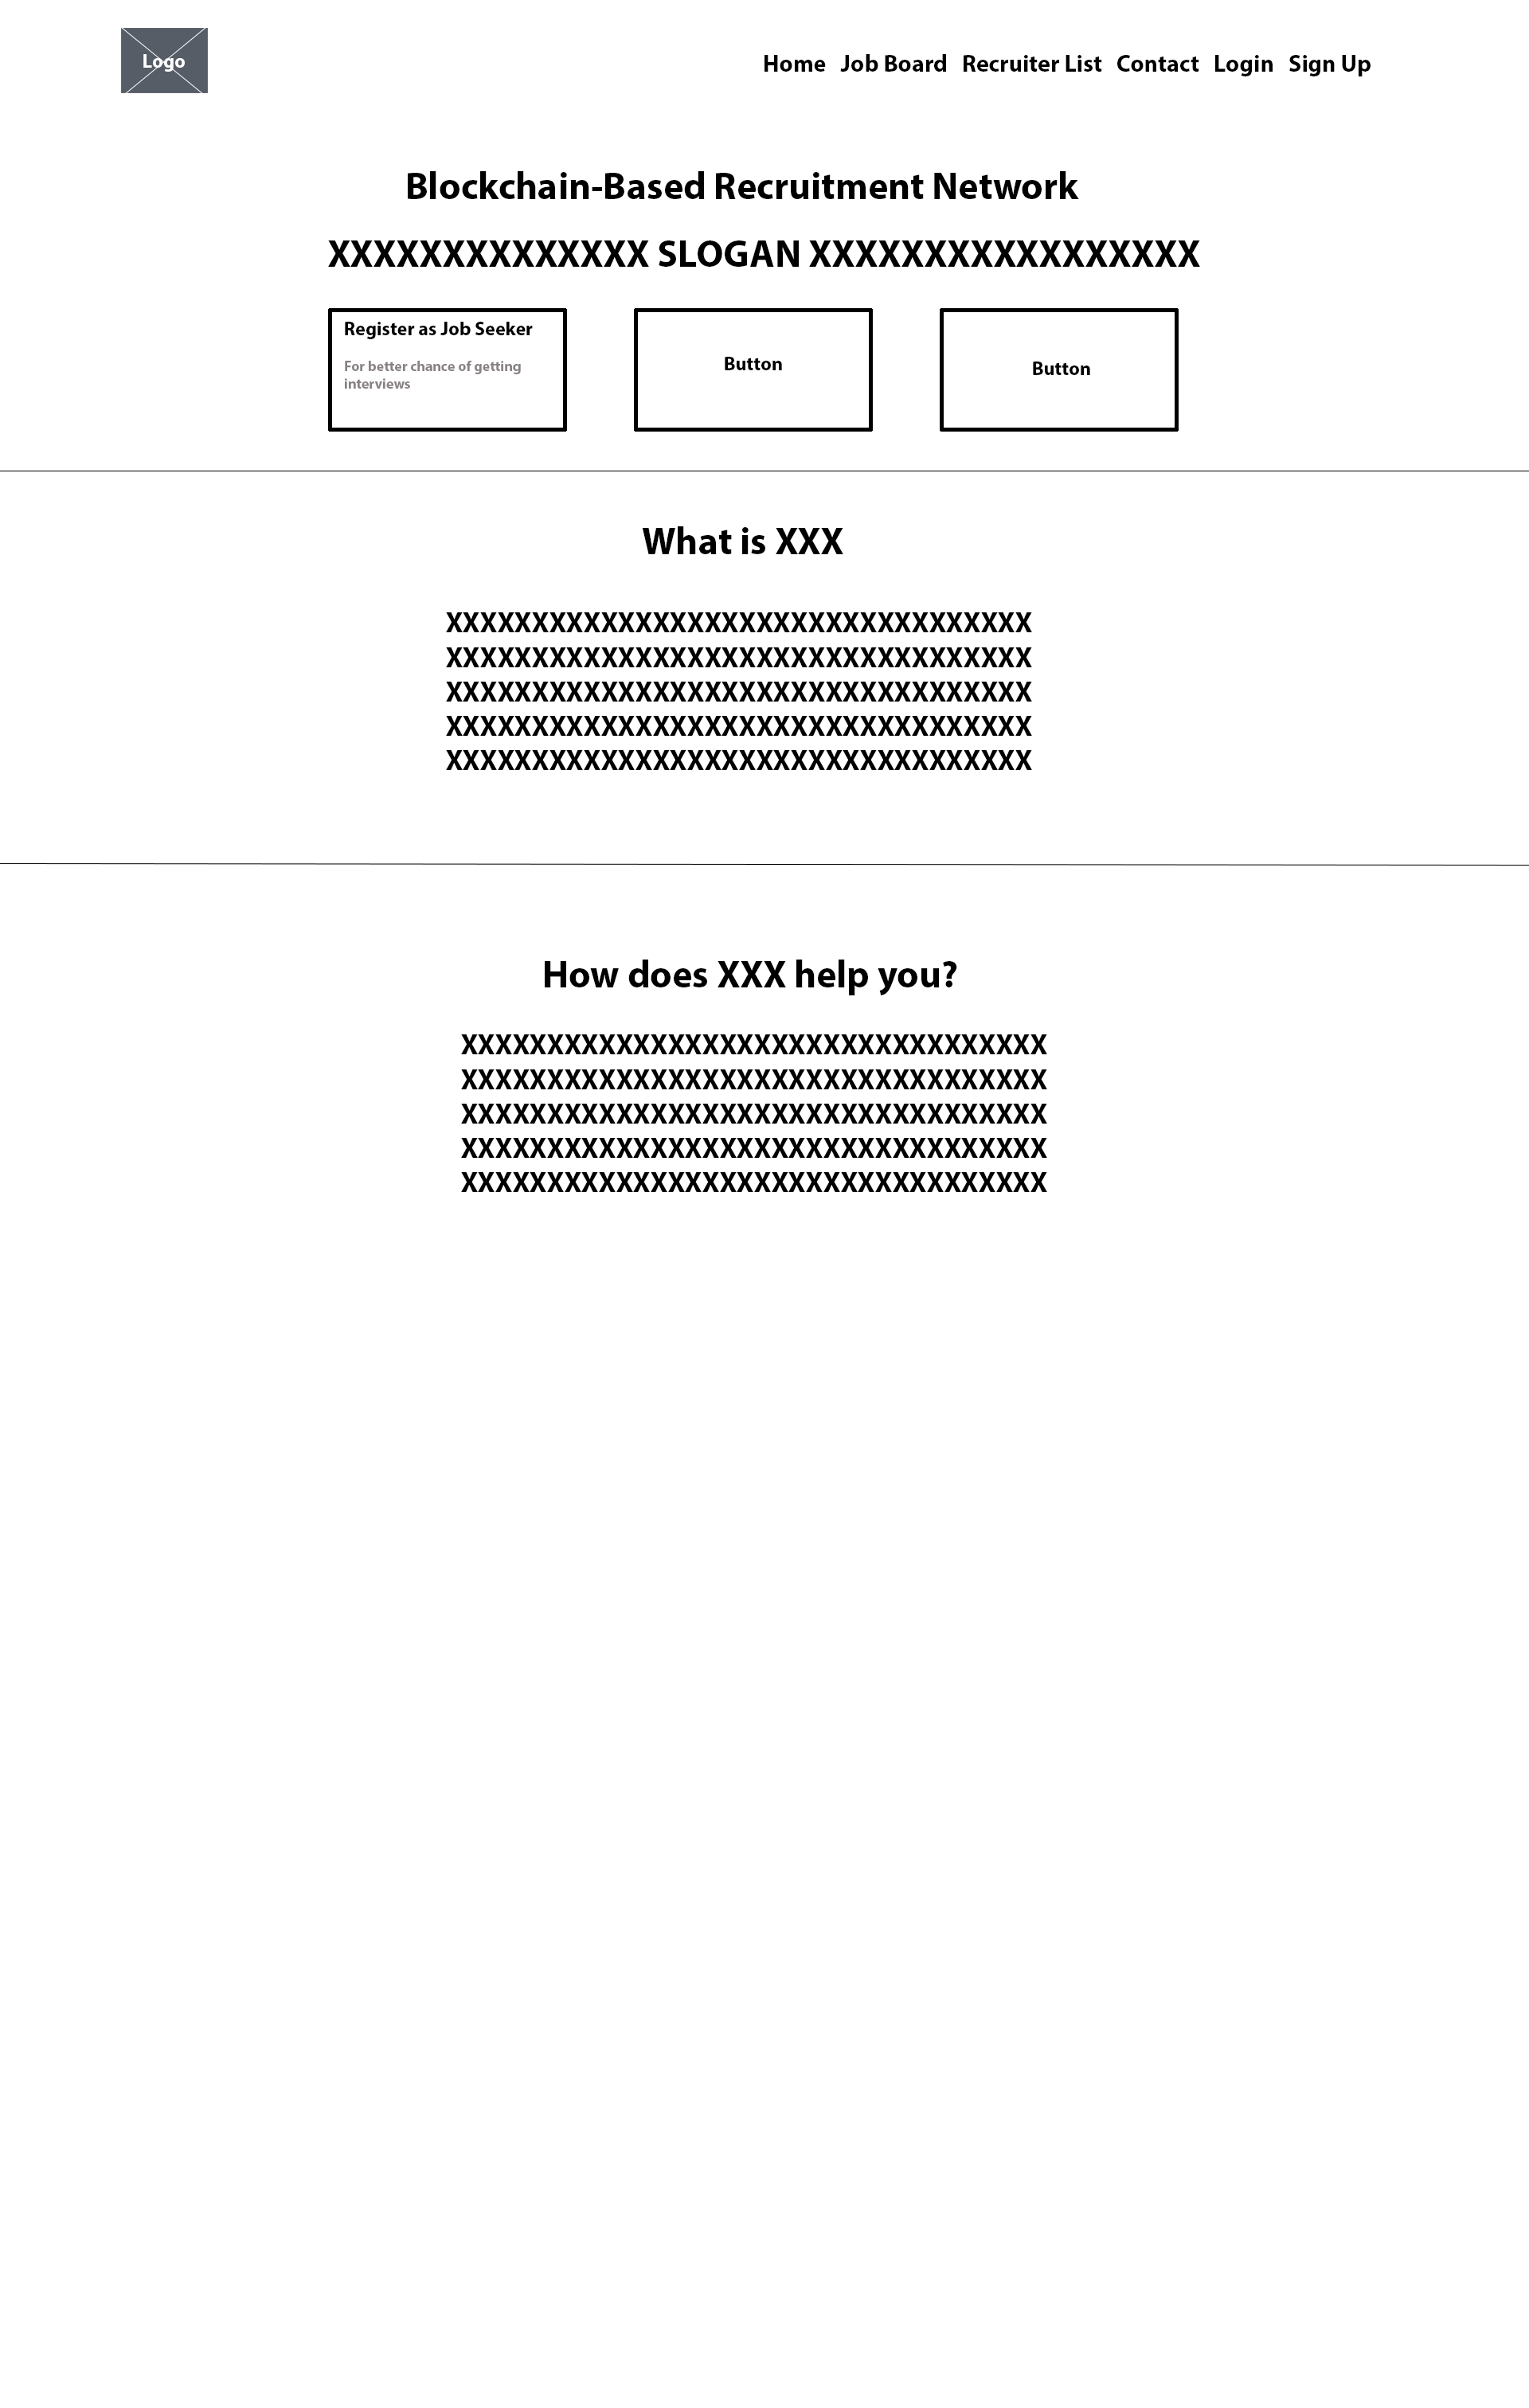 Logo
Home Job Board Recruiter List Contact Login Sign Up
Blockchain-Based Recruitment Network
XXXXXXXXXXXXXX SLOGAN XXXXXXXXXXXXXXXXX
Register as Job Seeker
For better chance of getting
interviews
Button
Button
What is XXX
XXXXXXXXXXXXXXXXXXXXXXXXXXXXXXXXXX
XXXXXXXXXXXXXXXXXXXXXXXXXXXXXXXXXX
XXXXXXXXXXXXXXXXXXXXXXXXXXXXXXXXXX
XXXXXXXXXXXXXXXXXXXXXXXXXXXXXXXXXX
XXXXXXXXXXXXXXXXXXXXXXXXXXXXXXXXXX
How does XXX help you?
XXXXXXXXXXXXXXXXXXXXXXXXXXXXXXXXXX
XXXXXXXXXXXXXXXXXXXXXXXXXXXXXXXXXX
XXXXXXXXXXXXXXXXXXXXXXXXXXXXXXXXXX
XXXXXXXXXXXXXXXXXXXXXXXXXXXXXXXXXX
XXXXXXXXXXXXXXXXXXXXXXXXXXXXXXXXXX